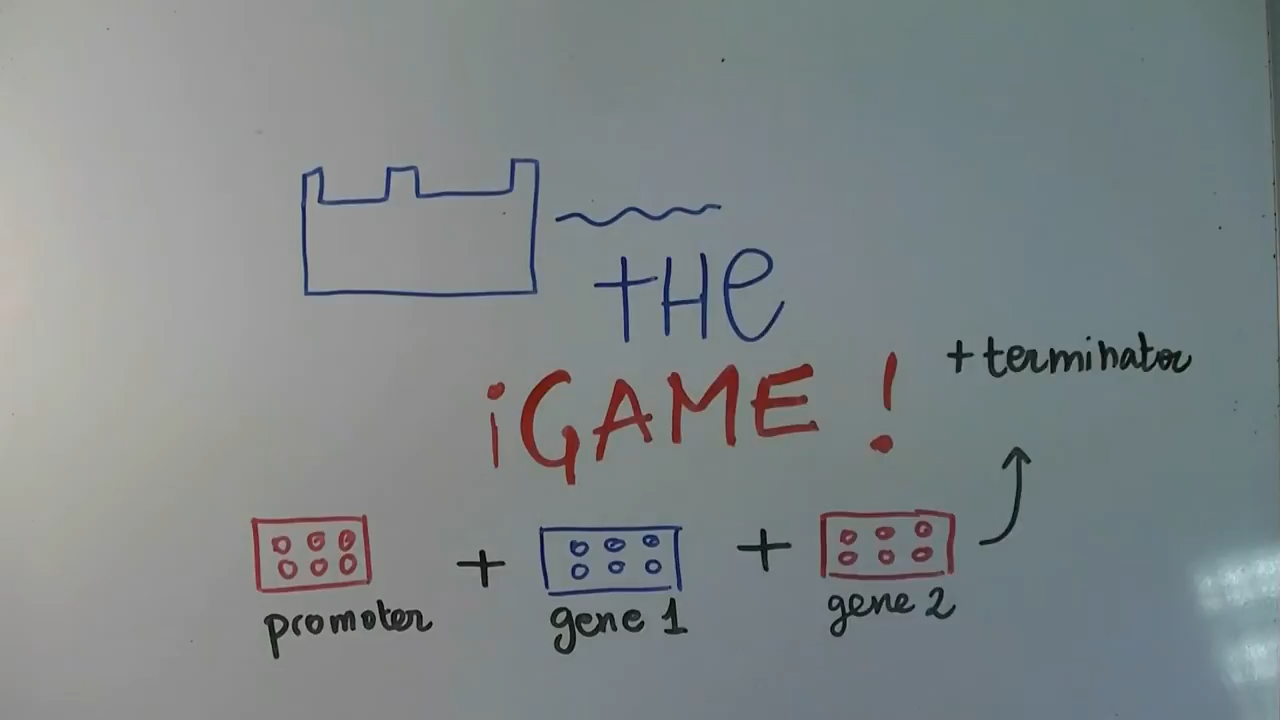 tHe
iGAME !
+ terminator
+ +
promoter gene 1 gene 2